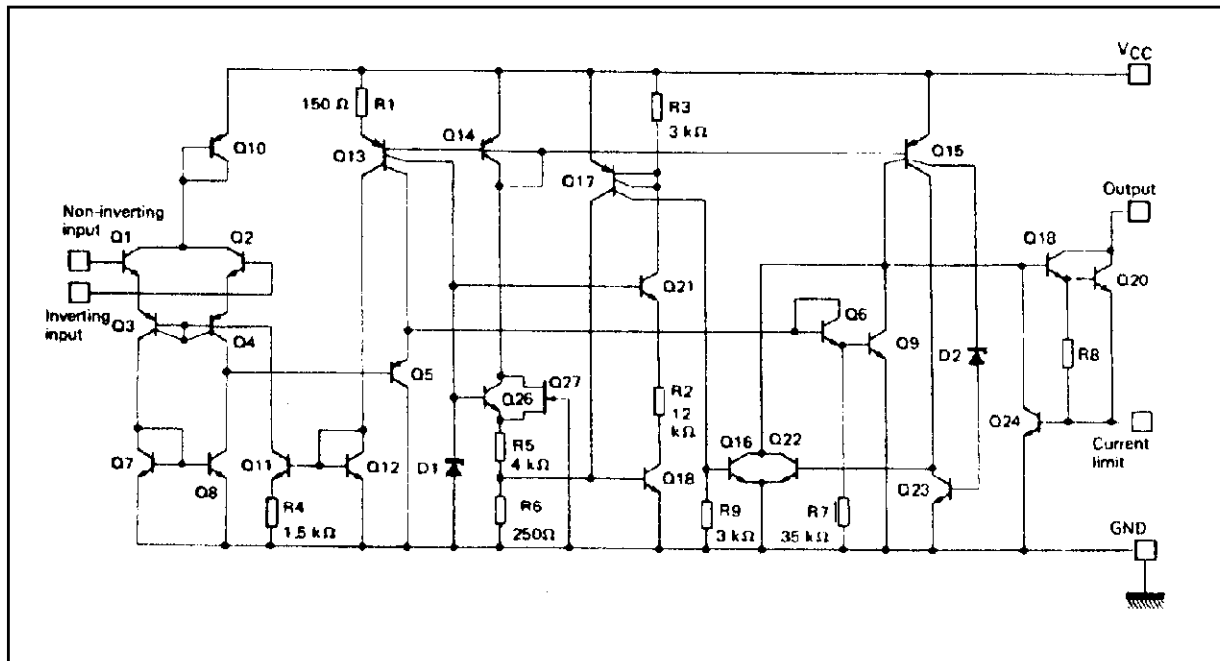 VCC
150 Ω
R1
R3
3 kΩ
Q10
Q14
Q13
Q15
Q17
Output
Non-inverting
input
Q1
Q2
Q18
Q20
Q21
Inverting
input
Q3
Q4
Q6
Q9
D2
R8
Q5
Q27
Q26
R2
12
kΩ
Q24
Current
limit
Q7
Q8
Q11
Q12
D1
R5
4 kΩ
Q16
Q22
Q18
Q23
R4
1,5 kΩ
R6
250Ω
R9
3 kΩ
R7
35 kΩ
GND